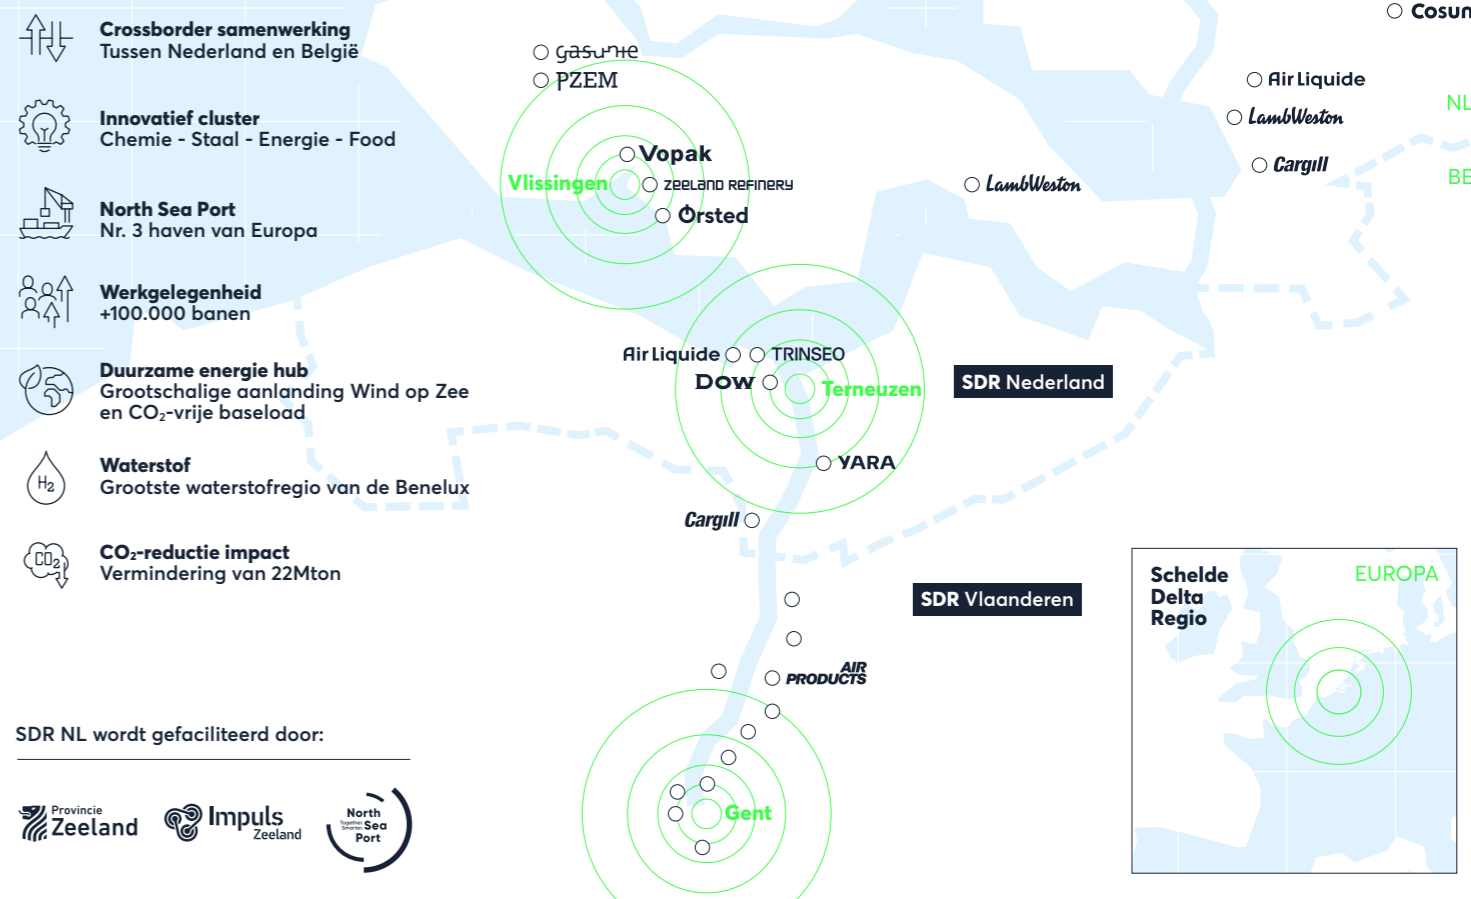 Crossborder samenwerking
Tussen Nederland en België
Innovatief cluster
Chemie - Staal - Energie - Food
North Sea Port
Nr. 3 haven van Europa
Werkgelegenheid
+100.000 banen
Duurzame energie hub
Grootschalige aanlanding Wind op Zee
en CO₂-vrije baseload
H₂
Waterstof
Grootste waterstofregio van de Benelux
CO₂
CO₂-reductie impact
Vermindering van 22Mton
SDR NL wordt gefaciliteerd door:
Provincie
Zeeland
Impuls
Zeeland
North
Together.
Smarter.
Sea
Port
gasunie
PZEM
Vopak
Vlissingen
ZEELAND REFINERY
Ørsted
LambWeston
Cosun
Air Liquide
LambWeston
Cargill
NL
BE
Air Liquide
TRINSEO
DOW
Terneuzen
SDR Nederland
YARA
Cargill
SDR Vlaanderen
AIR
PRODUCTS
Gent
Schelde
Delta
Regio
EUROPA